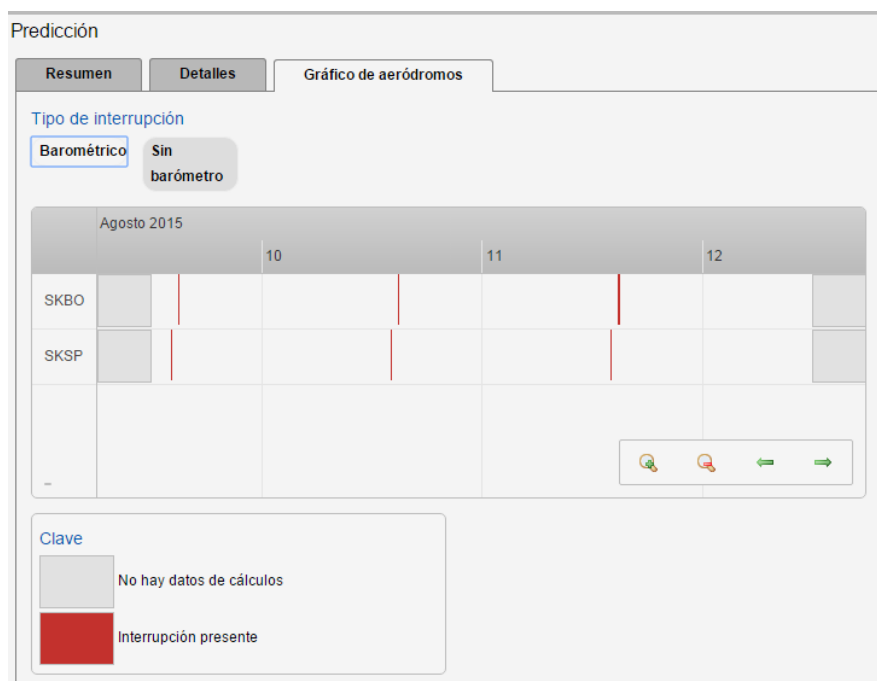 Predicción
Resumen Detalles Gráfico de aeródromos
Tipo de interrupción
Barométrico Sin
barómetro
Agosto 2015
10 11 12
SKBO
SKSP
Clave
No hay datos de cálculos
Interrupción presente